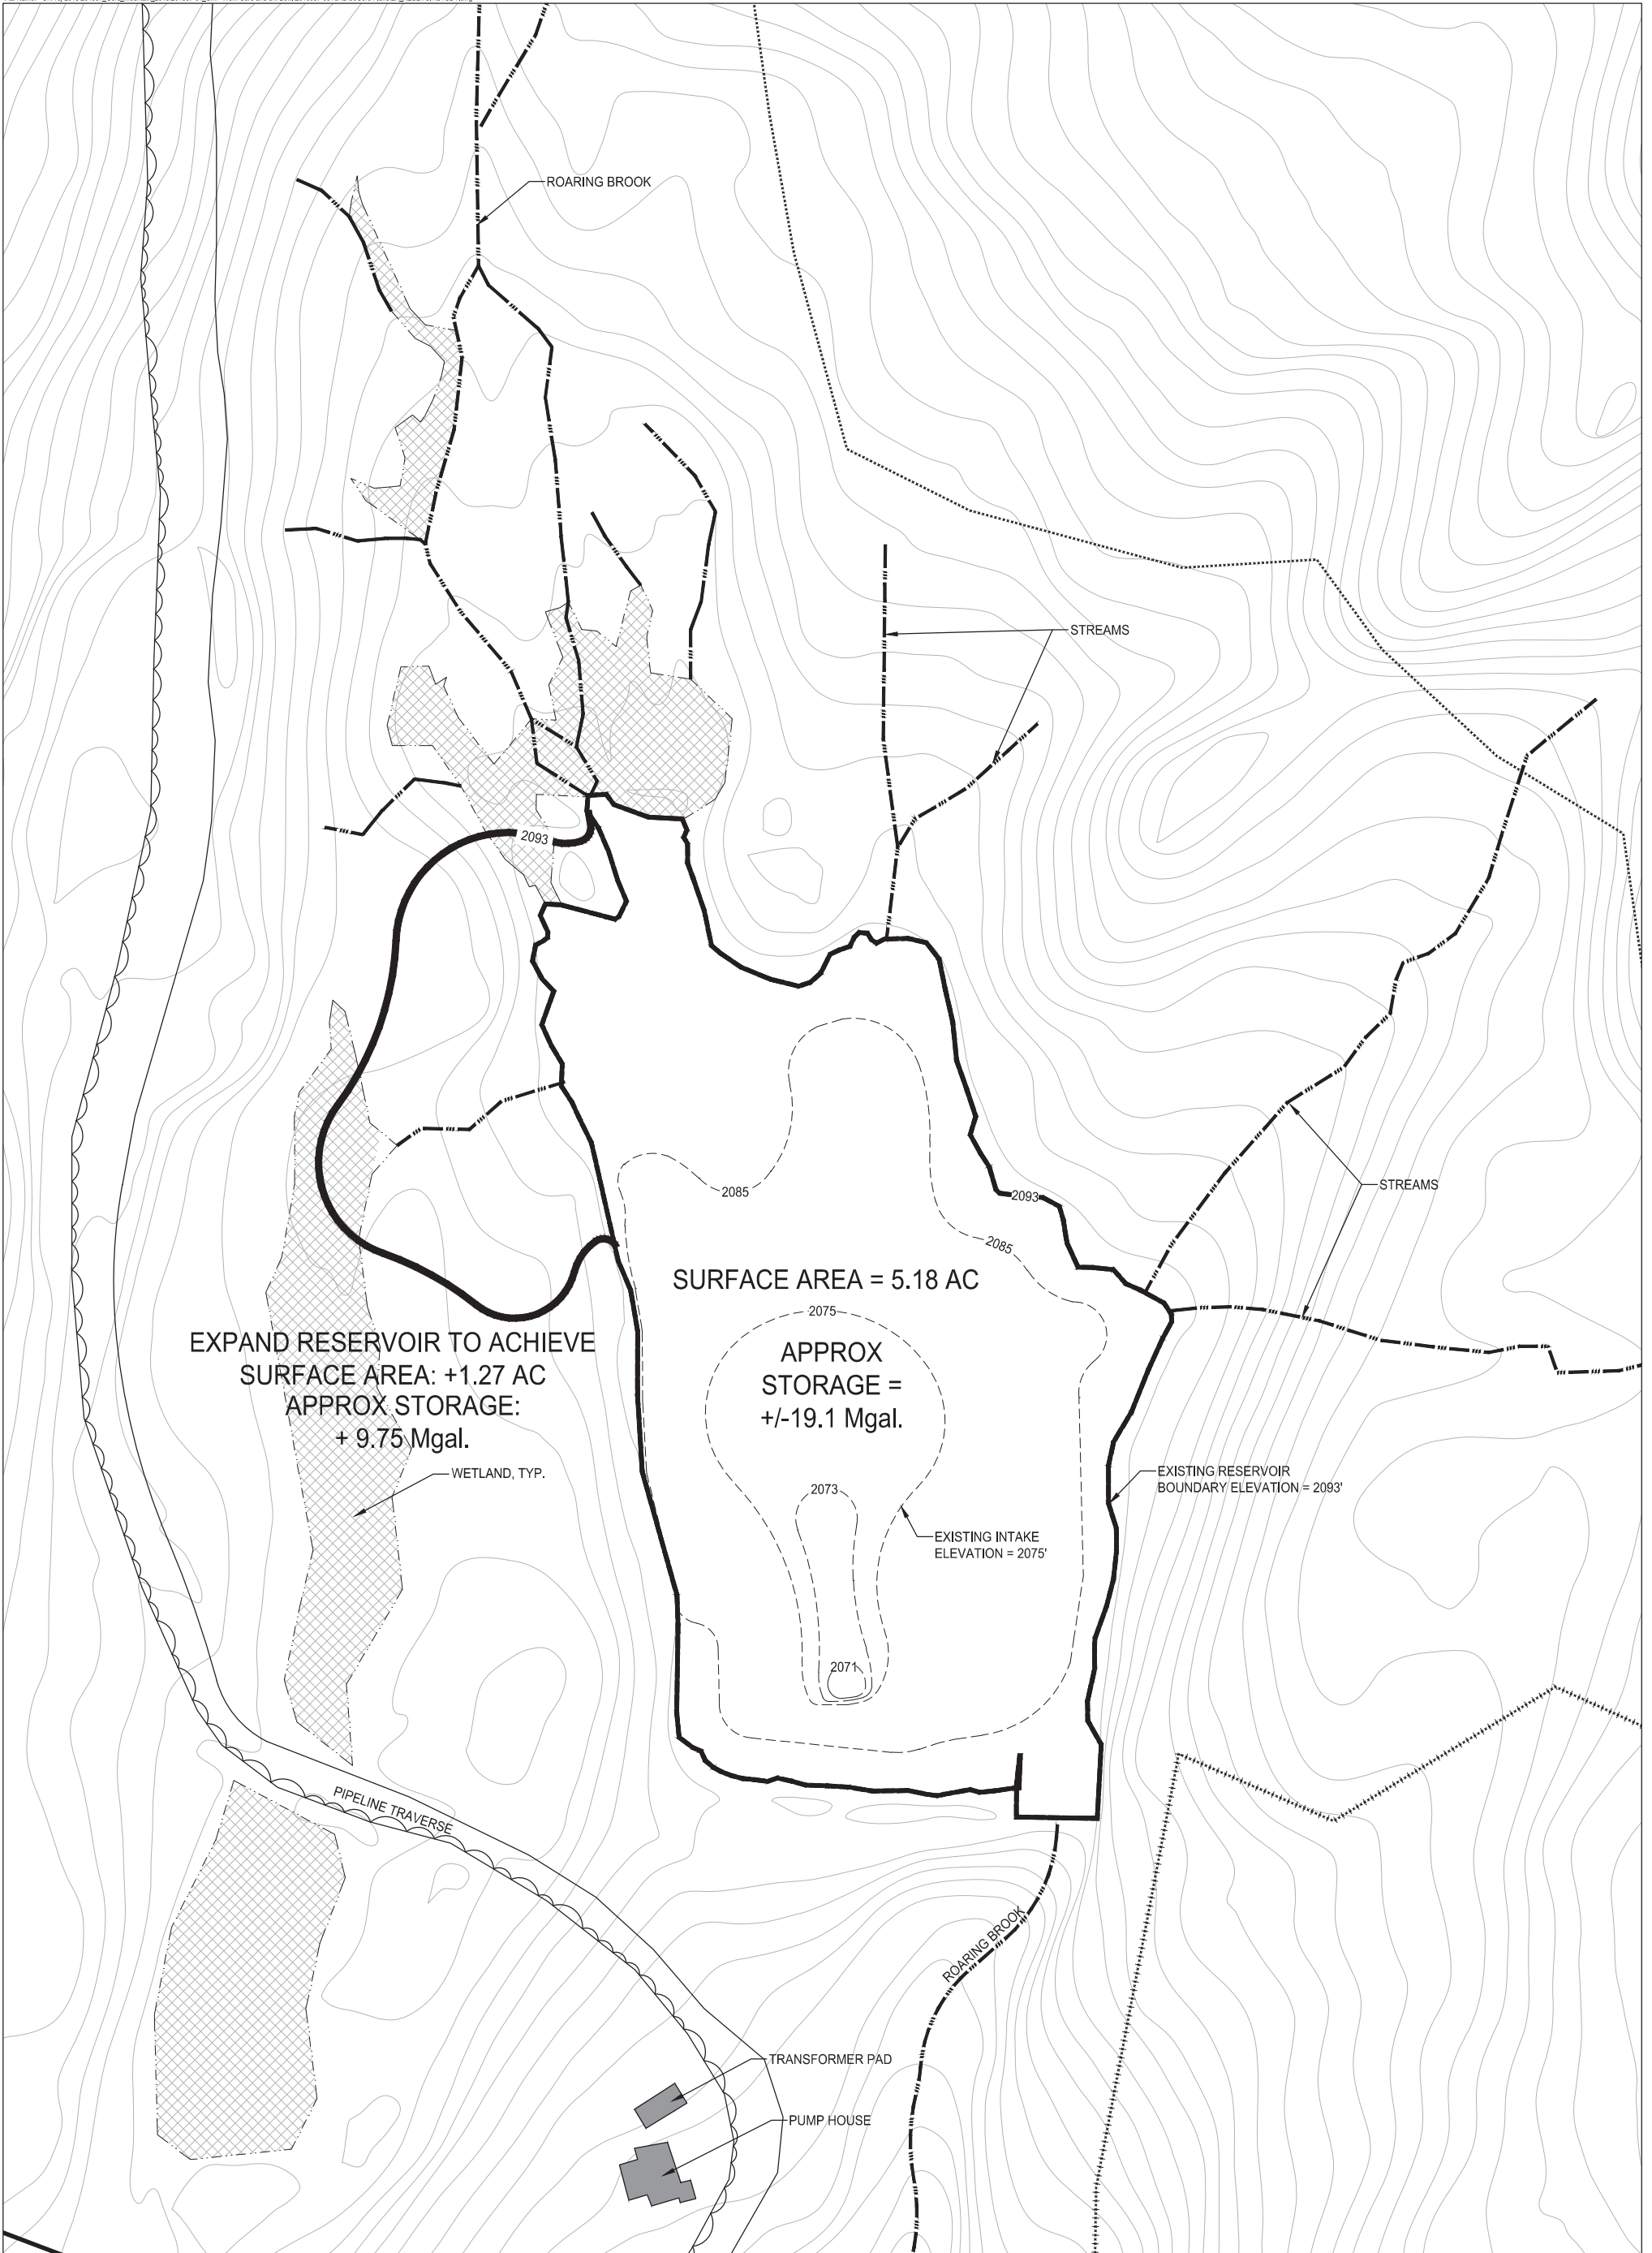 ROARING BROOK
STREAMS
2093
2085
2093
STREAMS
2085
SURFACE AREA = 5.18 AC
2075
APPROX
STORAGE =
+/-19.1 Mgal.
EXPAND RESERVOIR TO ACHIEVE
SURFACE AREA: +1.27 AC
APPROX STORAGE:
+ 9.75 Mgal.
WETLAND, TYP.
2073
EXISTING RESERVOIR
BOUNDARY ELEVATION = 2093'
EXISTING INTAKE
ELEVATION = 2075'
2071
PIPELINE TRAVERSE
ROARING BROOK
TRANSFORMER PAD
PUMP HOUSE